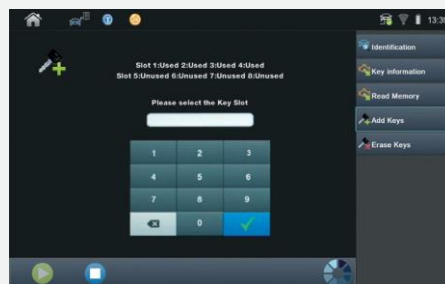 13:38
Slot 1:Used 2:Used 3:Used 4:Used
Slot 5:Unused 6:Unused 7:Unused 8:Unused
Please select the Key Slot
1 2 3
4 5 6
7 8 9
0
Identification
Key information
Read Memory
Add Keys
Erase Keys